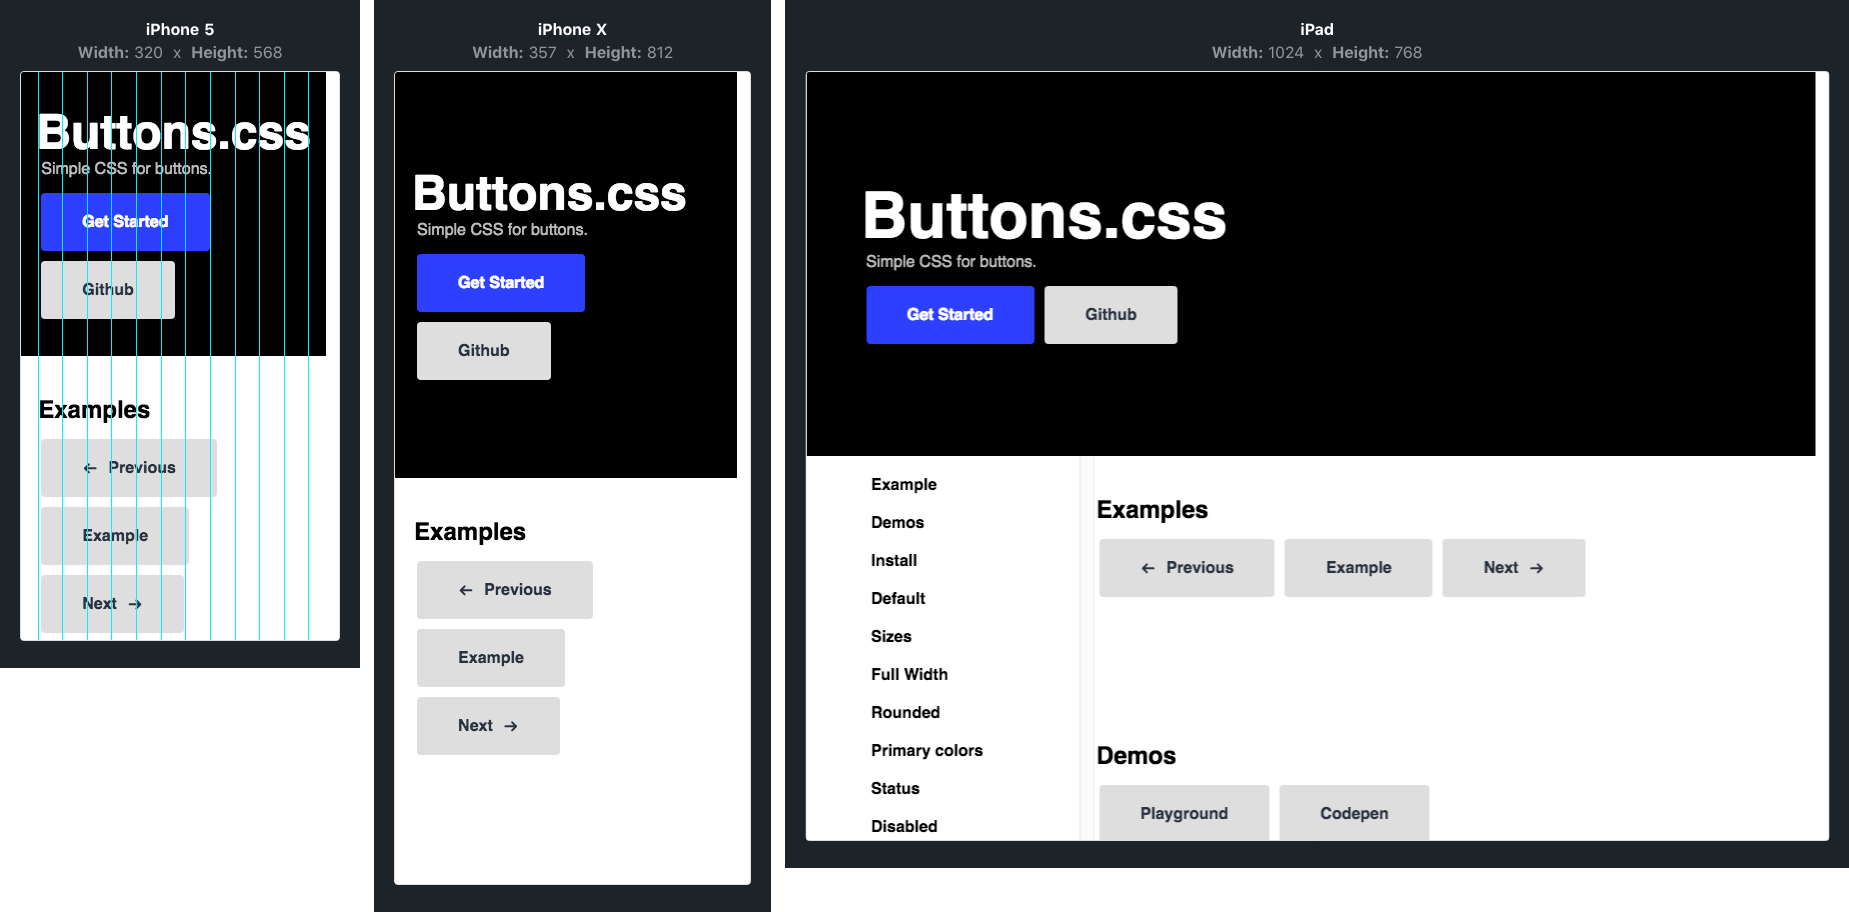 iPhone 5
Width: 320 x Height: 568
Buttons.css
Simple CSS for buttons.
Get Started
Github
Examples
← Previous
Example
Next →
iPhone X
Width: 357 x Height: 812
Buttons.css
Simple CSS for buttons.
Get Started
Github
Examples
← Previous
Example
Next →
iPad
Width: 1024 x Height: 768
Buttons.css
Simple CSS for buttons.
Get Started Github
Example
Demos
Install
Default
Sizes
Full Width
Rounded
Primary colors
Status
Disabled
Examples
← Previous Example Next →
Demos
Playground Codepen